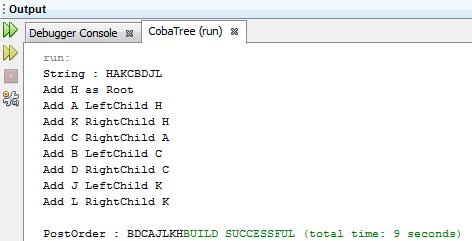 Output
Debugger Console
CobaTree (run)
run:
String : HAKCBDJL
Add H as Root
Add A LeftChild H
Add K RightChild H
Add C RightChild A
Add B LeftChild C
Add D RightChild C
Add J LeftChild K
Add L RightChild K
PostOrder : BDCAJLKHBUILD SUCCESSFUL (total time: 9 seconds)